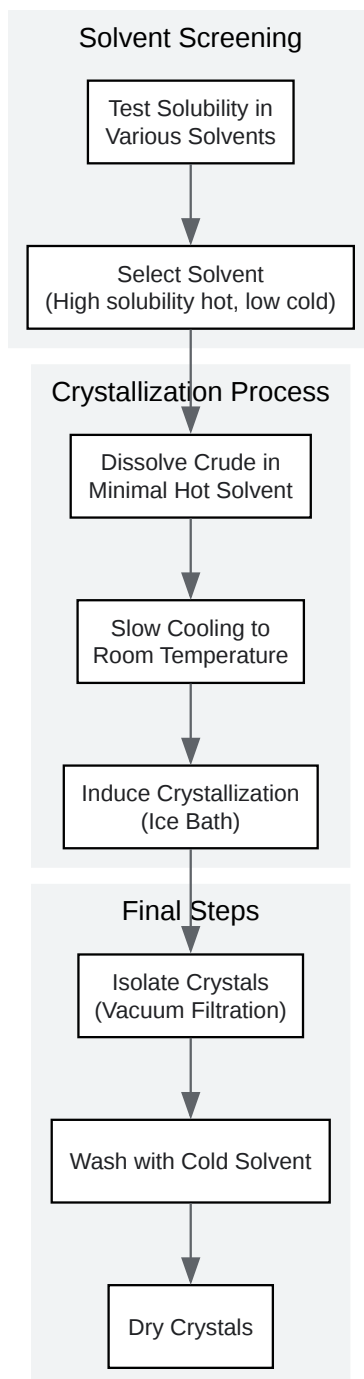 Solvent Screening
Test Solubility in
Various Solvents
Select Solvent
(High solubility hot, low cold)
Crystallization Process
Dissolve Crude in
Minimal Hot Solvent
Slow Cooling to
Room Temperature
Induce Crystallization
(Ice Bath)
Final Steps
Isolate Crystals
(Vacuum Filtration)
Wash with Cold Solvent
Dry Crystals